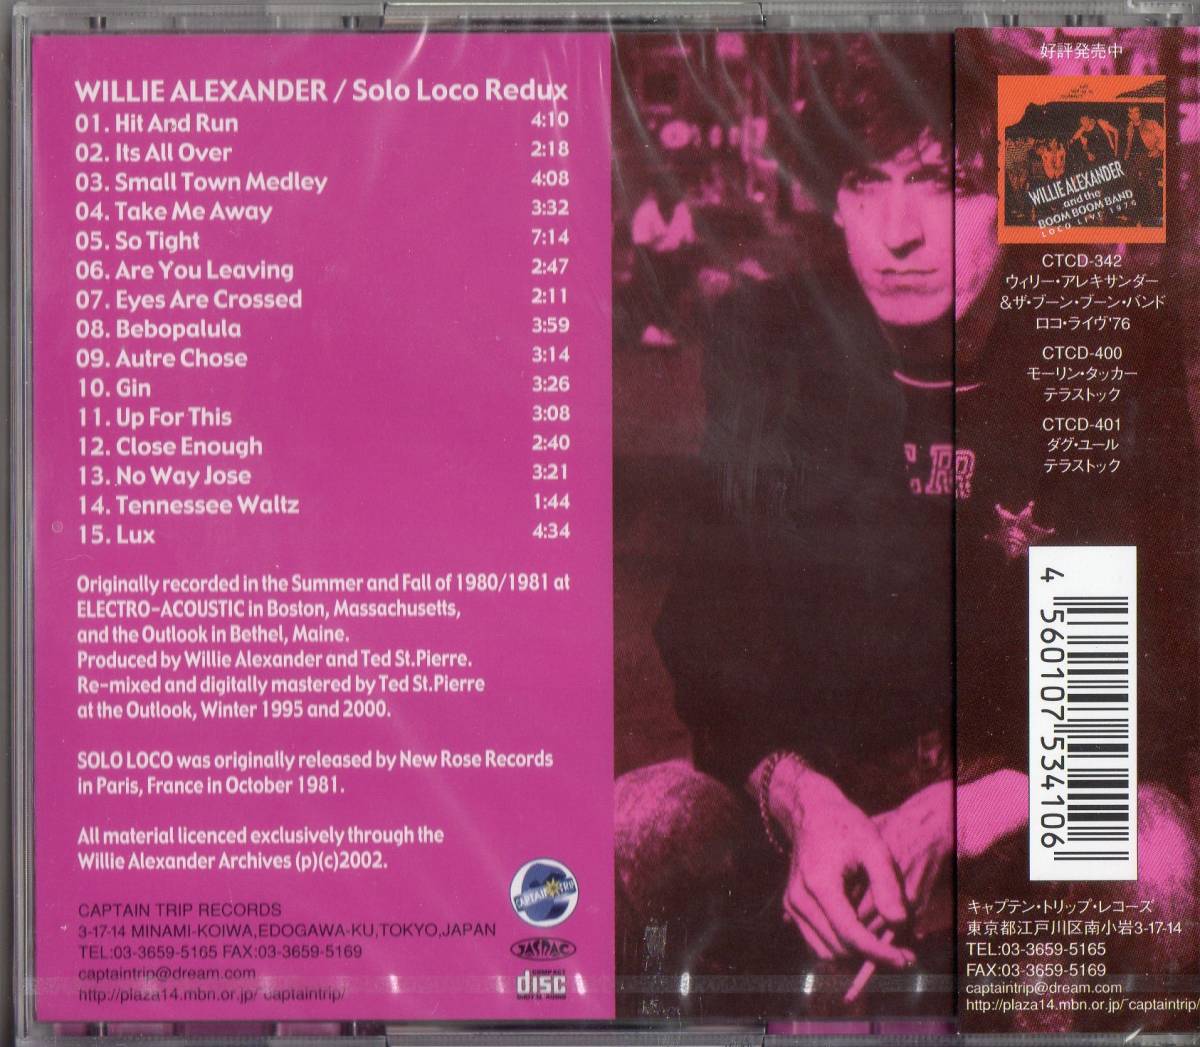 WILLIE ALEXANDER / Solo Loco Redux
01. Hit And Run 4:10
02. Its All Over 2:18
03. Small Town Medley 4:08
04. Take Me Away 3:32
05. So Tight 7:14
06. Are You Leaving 2:47
07. Eyes Are Crossed 2:11
08. Bebopalula 3:59
09. Autre Chose 3:14
10. Gin 3:26
11. Up For This 3:08
12. Close Enough 2:40
13. No Way Jose 3:21
14. Tennessee Waltz 1:44
15. Lux 4:34
Originally recorded in the Summer and Fall of 1980/1981 at
ELECTRO-ACOUSTIC in Boston, Massachusetts,
and the Outlook in Bethel, Maine.
Produced by Willie Alexander and Ted St.Pierre.
Re-mixed and digitally mastered by Ted St.Pierre
at the Outlook, Winter 1995 and 2000.
SOLO LOCO was originally released by New Rose Records
in Paris, France in October 1981.
All material licenced exclusively through the
Willie Alexander Archives (p)(c)2002.
CAPTAIN TRIP RECORDS
3-17-14 MINAMI-KOIWA,EDOGAWA-KU,TOKYO,JAPAN
TEL:03-3659-5165 FAX:03-3659-5169
captaintrip@dream.com
http://plaza14.mbn.or.jp/~captaintrip/
CAPTAIN TRIP
JASRAC
COMPACT
disc
DIGITAL AUDIO
好評発売中
WILLIE ALEXANDER
and the
BOOM BOOM BAND
LOCO LIVE 1976
CTCD-342
ウィリー・アレキサンダー
&ザ・ブーン・ブーン・バンド
ロコ・ライヴ'76
CTCD-400
モーリン・タッカー
テラストック
CTCD-401
ダグ・ユール
テラストック
4 560107 534106
キャプテン・トリップ・レコーズ
東京都江戸川区南小岩3-17-14
TEL:03-3659-5165
FAX:03-3659-5169
captaintrip@dream.com
http://plaza14.mbn.or.jp/~captaintrip/